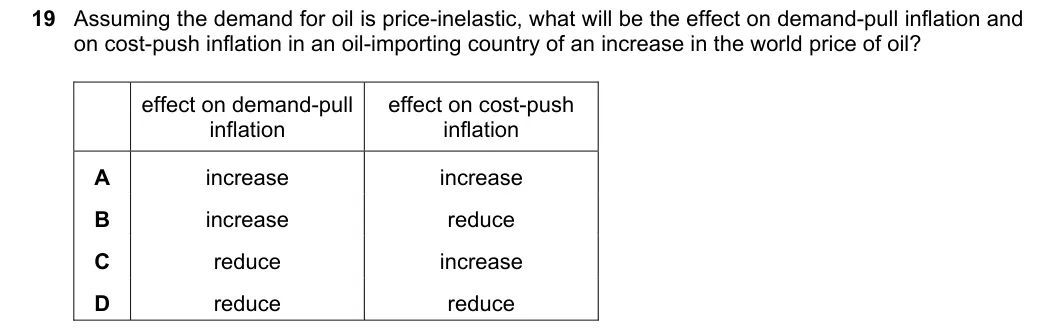 19 Assuming the demand for oil is price-inelastic, what will be the effect on demand-pull inflation and
on cost-push inflation in an oil-importing country of an increase in the world price of oil?
effect on demand-pull inflation effect on cost-push inflation
A increase increase
B increase reduce
C reduce increase
D reduce reduce